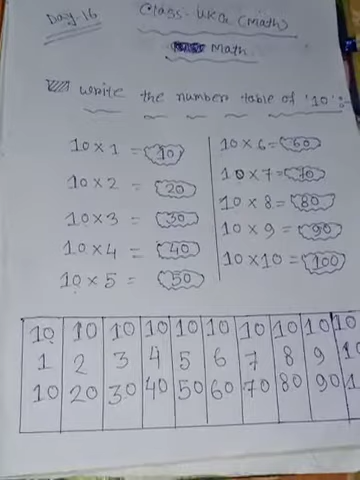 Day-16
Class-UKG (Math)
Math
Write the number table of '10':-
10 × 1 = 10
10 × 2 = 20
10 × 3 = 30
10 × 4 = 40
10 × 5 = 50
10 × 6 = 60
10 × 7 = 70
10 × 8 = 80
10 × 9 = 90
10 × 10 = 100
10 10 10 10 10 10 10 10 10 10
1 2 3 4 5 6 7 8 9 10
10 20 30 40 50 60 70 80 90